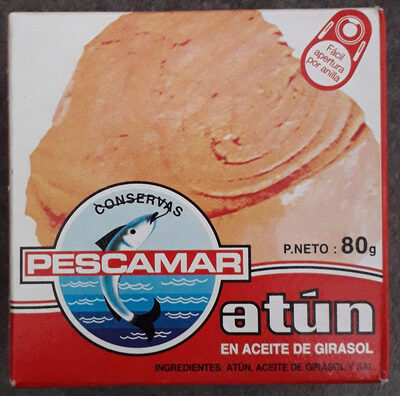 Fácil
apertura
por anilla
CONSERVAS
PESCAMAR
P.NETO : 80g
atún
EN ACEITE DE GIRASOL
INGREDIENTES: ATÚN, ACEITE DE GIRASOL Y SAL.